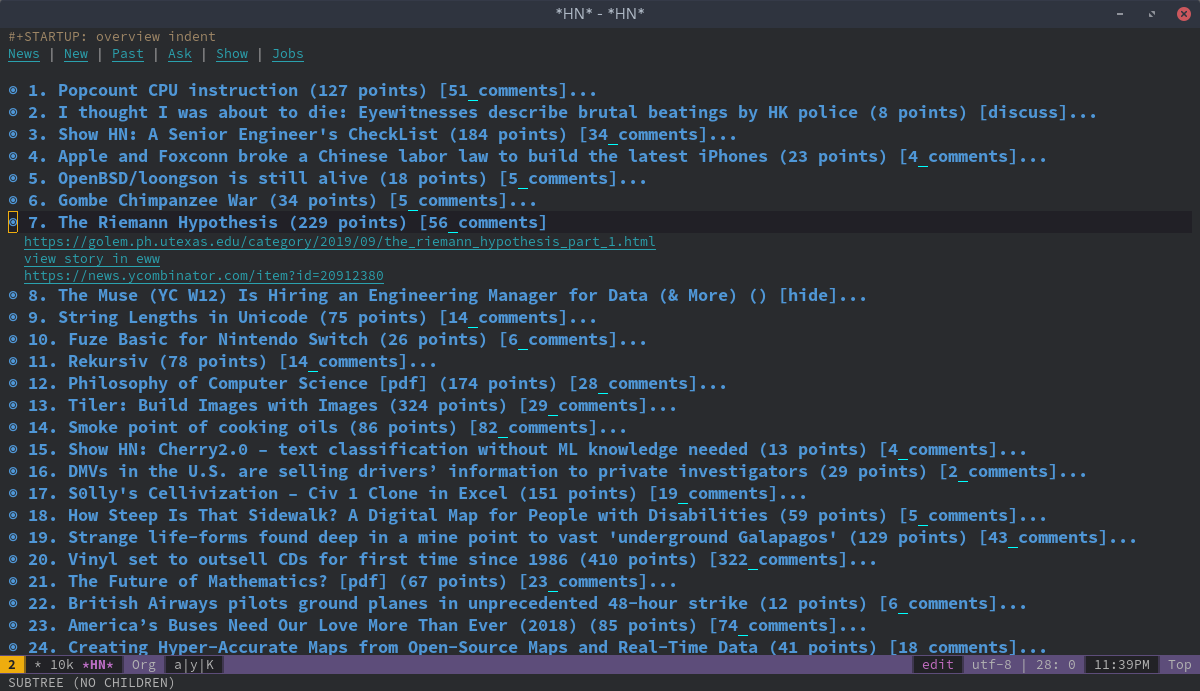 *HN* - *HN*
#+STARTUP: overview indent
News | New | Past | Ask | Show | Jobs
1. Popcount CPU instruction (127 points) [51_comments]...
2. I thought I was about to die: Eyewitnesses describe brutal beatings by HK police (8 points) [discuss]...
3. Show HN: A Senior Engineer's CheckList (184 points) [34_comments]...
4. Apple and Foxconn broke a Chinese labor law to build the latest iPhones (23 points) [4_comments]...
5. OpenBSD/loongson is still alive (18 points) [5_comments]...
6. Gombe Chimpanzee War (34 points) [5_comments]...
7. The Riemann Hypothesis (229 points) [56_comments]
https://golem.ph.utexas.edu/category/2019/09/the_riemann_hypothesis_part_1.html
view story in eww
https://news.ycombinator.com/item?id=20912380
8. The Muse (YC W12) Is Hiring an Engineering Manager for Data (& More) () [hide]...
9. String Lengths in Unicode (75 points) [14_comments]...
10. Fuze Basic for Nintendo Switch (26 points) [6_comments]...
11. Rekursiv (78 points) [14_comments]...
12. Philosophy of Computer Science [pdf] (174 points) [28_comments]...
13. Tiler: Build Images with Images (324 points) [29_comments]...
14. Smoke point of cooking oils (86 points) [82_comments]...
15. Show HN: Cherry2.0 – text classification without ML knowledge needed (13 points) [4_comments]...
16. DMVs in the U.S. are selling drivers’ information to private investigators (29 points) [2_comments]...
17. S0lly's Cellivization – Civ 1 Clone in Excel (151 points) [19_comments]...
18. How Steep Is That Sidewalk? A Digital Map for People with Disabilities (59 points) [5_comments]...
19. Strange life-forms found deep in a mine point to vast 'underground Galapagos' (129 points) [43_comments]...
20. Vinyl set to outsell CDs for first time since 1986 (410 points) [322_comments]...
21. The Future of Mathematics? [pdf] (67 points) [23_comments]...
22. British Airways pilots ground planes in unprecedented 48-hour strike (12 points) [6_comments]...
23. America’s Buses Need Our Love More Than Ever (2018) (85 points) [74_comments]...
24. Creating Hyper-Accurate Maps from Open-Source Maps and Real-Time Data (41 points) [18_comments]...
2 * 10k *HN* Org a|y|K edit utf-8 | 28: 0 11:39PM Top
SUBTREE (NO CHILDREN)